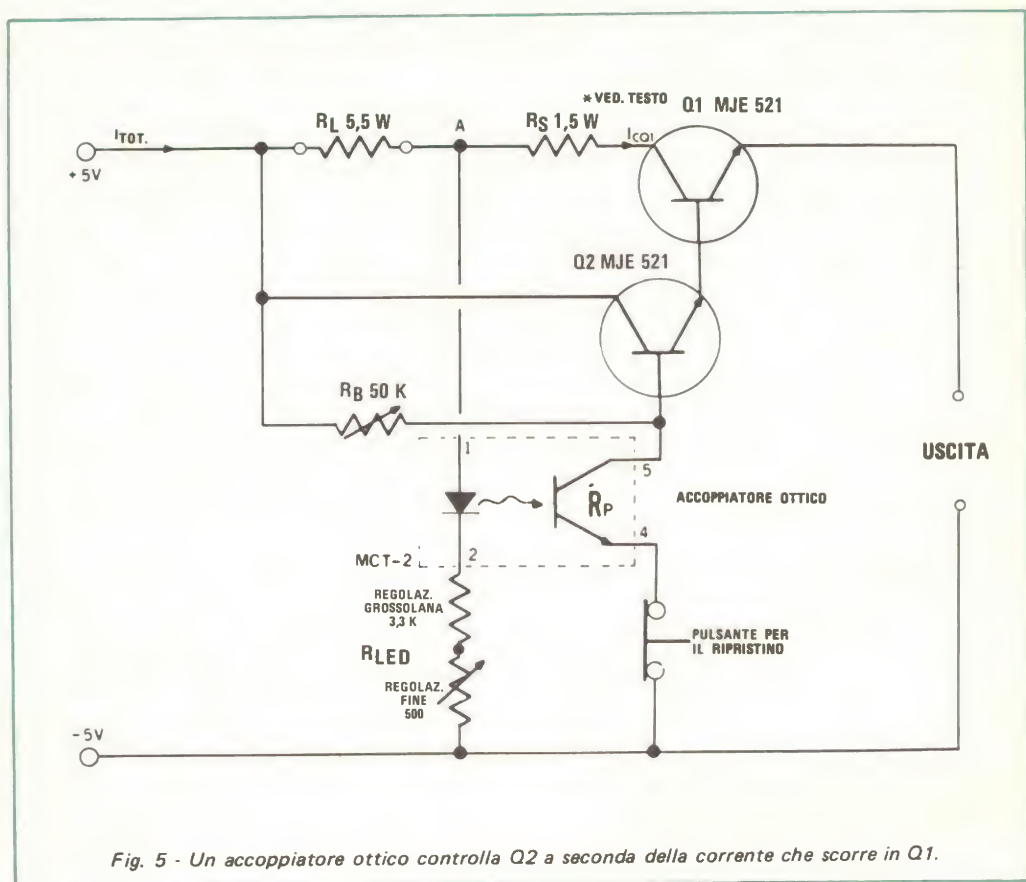 * VED. TESTO
Q1 MJE 521
ITOT.
RL 5,5 W
A
RS 1,5 W
ICQ1
+ 5V
Q2 MJE 521
RB 50 K
USCITA
1
5
ACCOPPIATORE OTTICO
RP
4
MCT-2
2
REGOLAZ.
GROSSOLANA
3,3 K
PULSANTE PER
IL RIPRISTINO
RLED
REGOLAZ.
FINE
500
- 5V
Fig. 5 - Un accoppiatore ottico controlla Q2 a seconda della corrente che scorre in Q1.